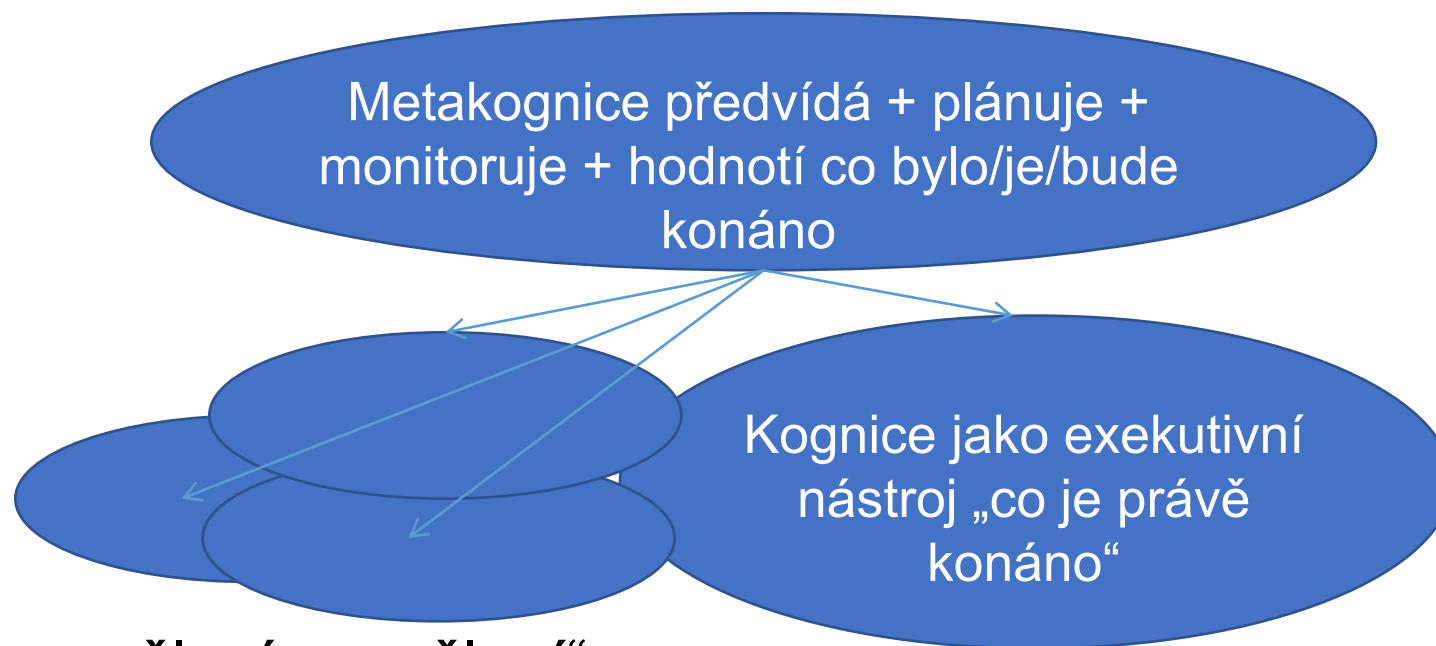 Metakognice předvídá + plánuje +
monitoruje + hodnotí co bylo/je/bude
konáno
Kognice jako exekutivní
nástroj „co je právě
konáno“